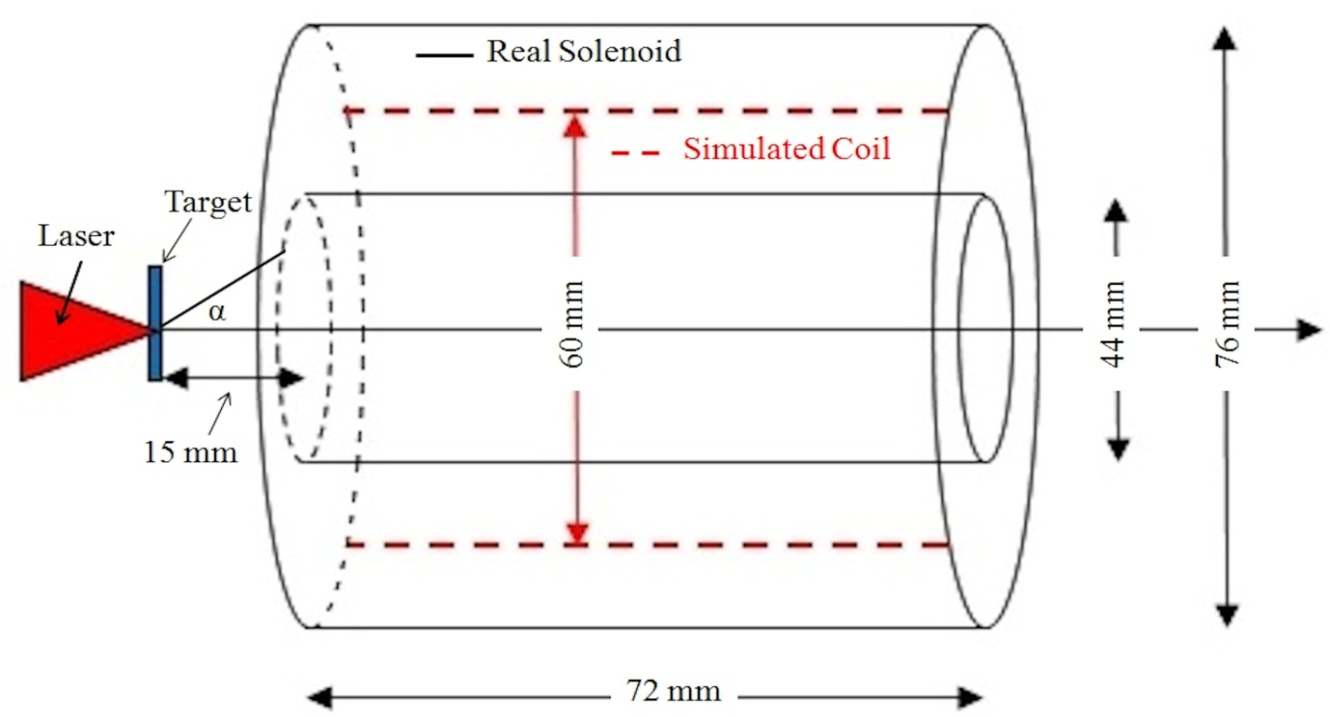 Real Solenoid
Simulated Coil
Target
Laser
α
60 mm
44 mm
76 mm
15 mm
72 mm